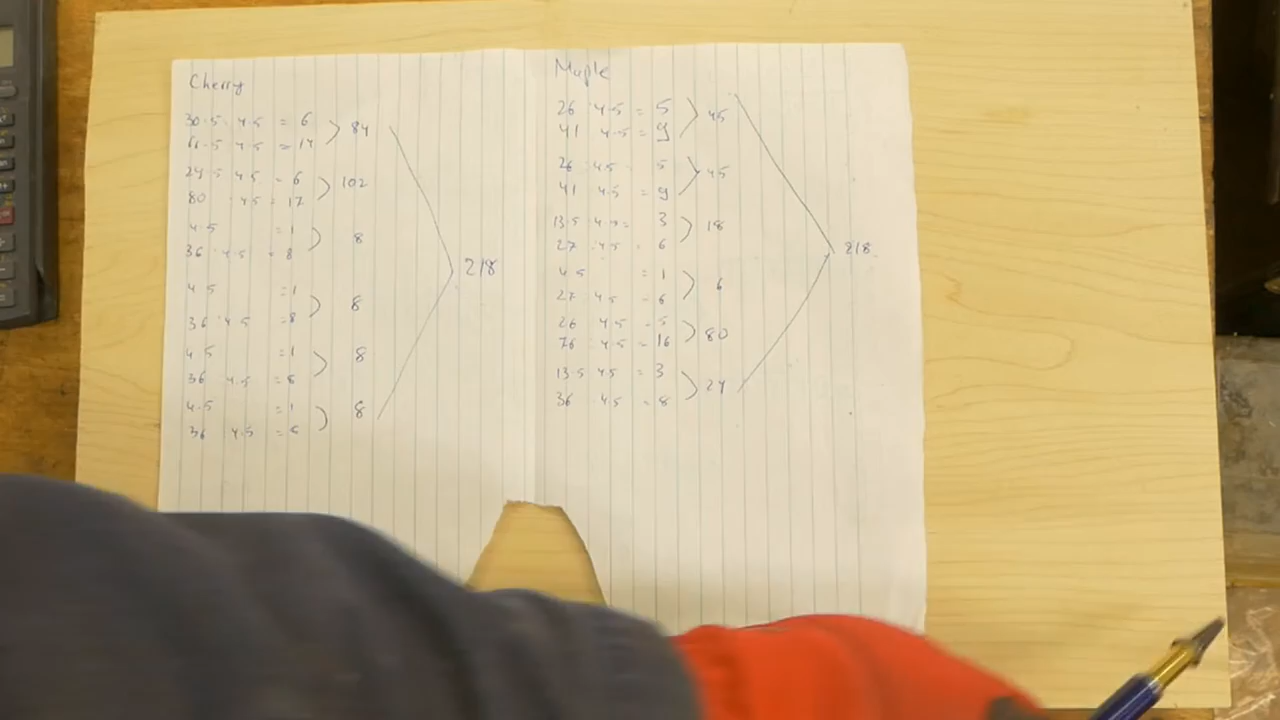 Cherry
30.5 4.5 = 6
66.5 4.5 = 14
84
29.5 4.5 = 6
80 4.5 = 17
102
4.5 = 1
36 4.5 = 8
8
4.5 = 1
36 4.5 = 8
8
4.5 = 1
36 4.5 = 8
8
4.5 = 1
36 4.5 =
8
218
Maple
26 4.5 = 5
41 4.5 = 9
45
26 4.5 5
41 4.5 = 9
45
13.5 4.5 = 3
27 4.5 6
18
4.5 = 1
27 4.5 = 6
6
26 4.5 = 5
76 4.5 = 16
80
13.5 4.5 = 3
36 4.5 = 8
24
218